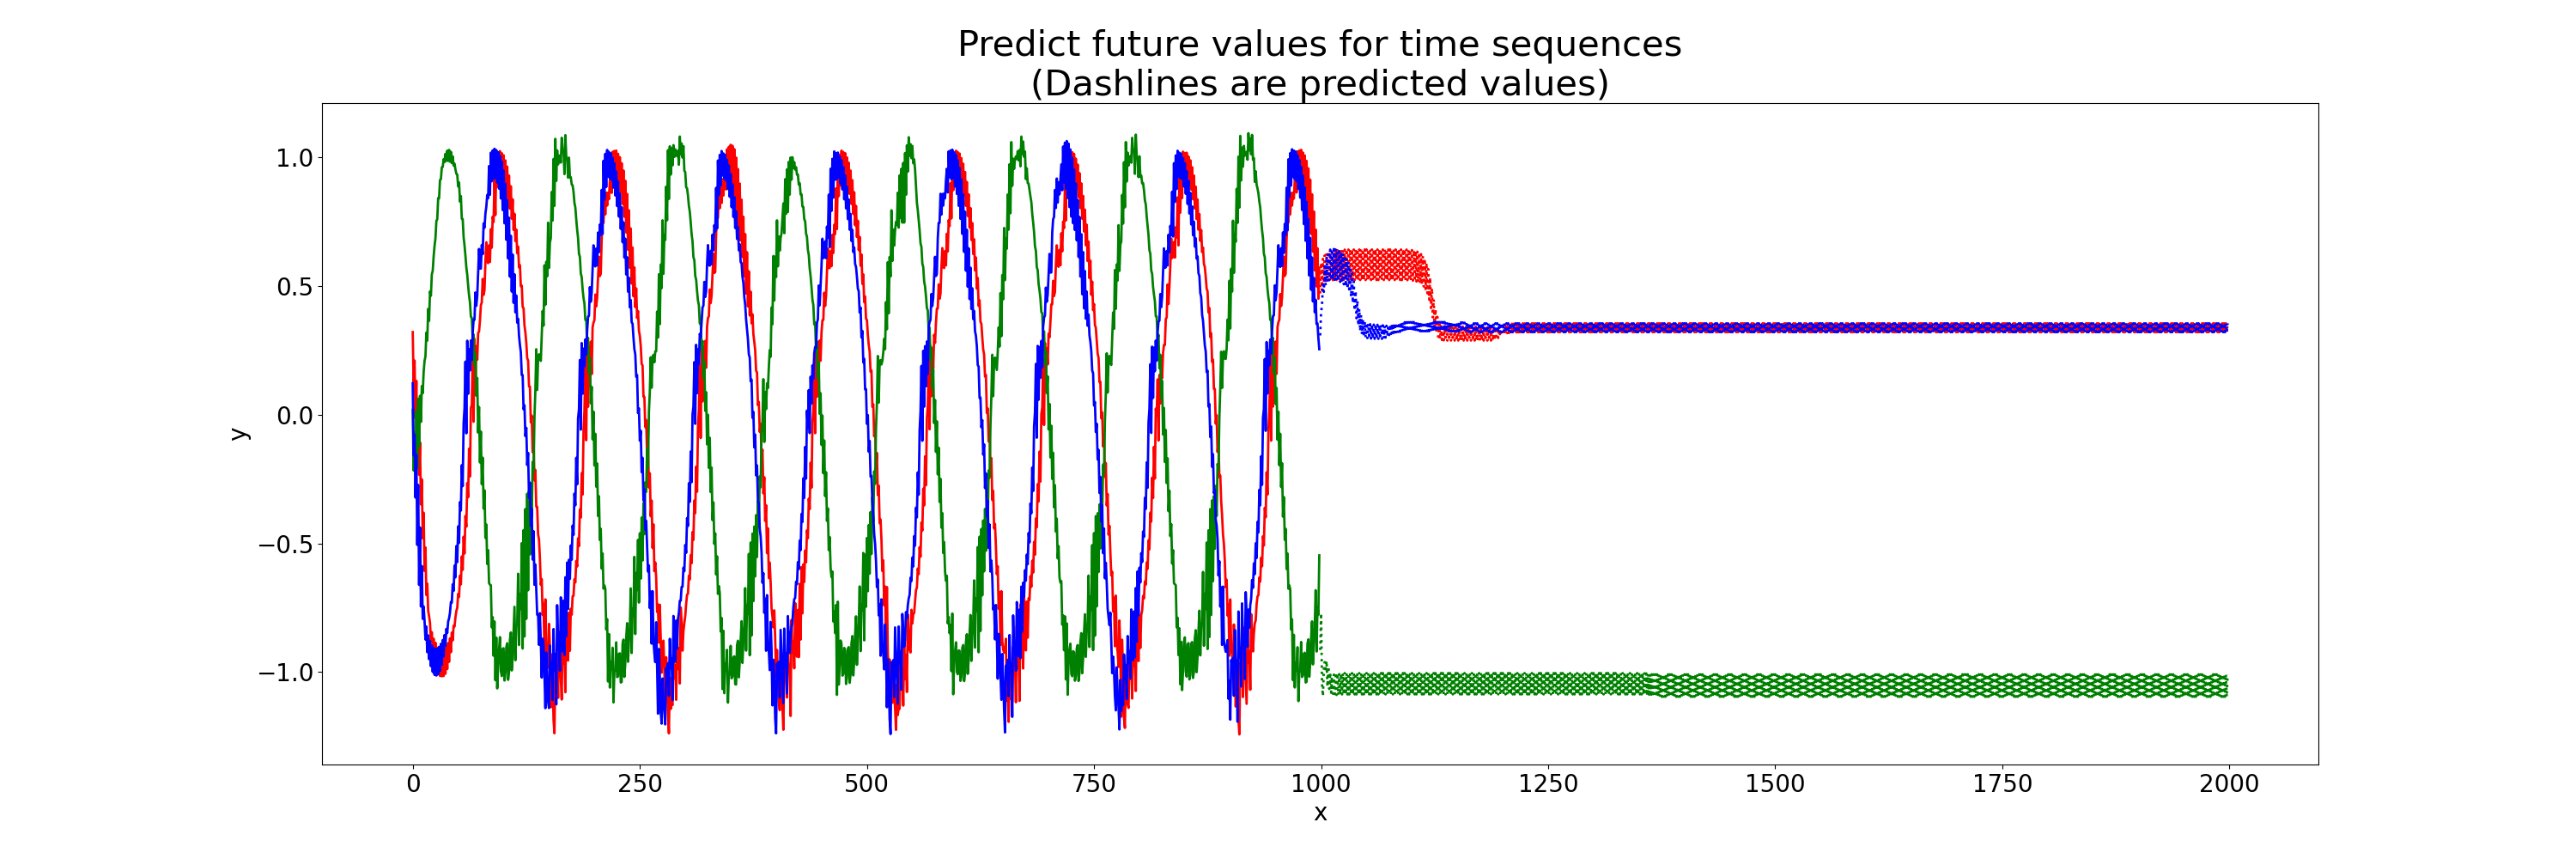 Predict future values for time sequences
(Dashlines are predicted values)
1.0
0.5
0.0
−0.5
−1.0
y
0 250 500 750 1000 1250 1500 1750 2000
x